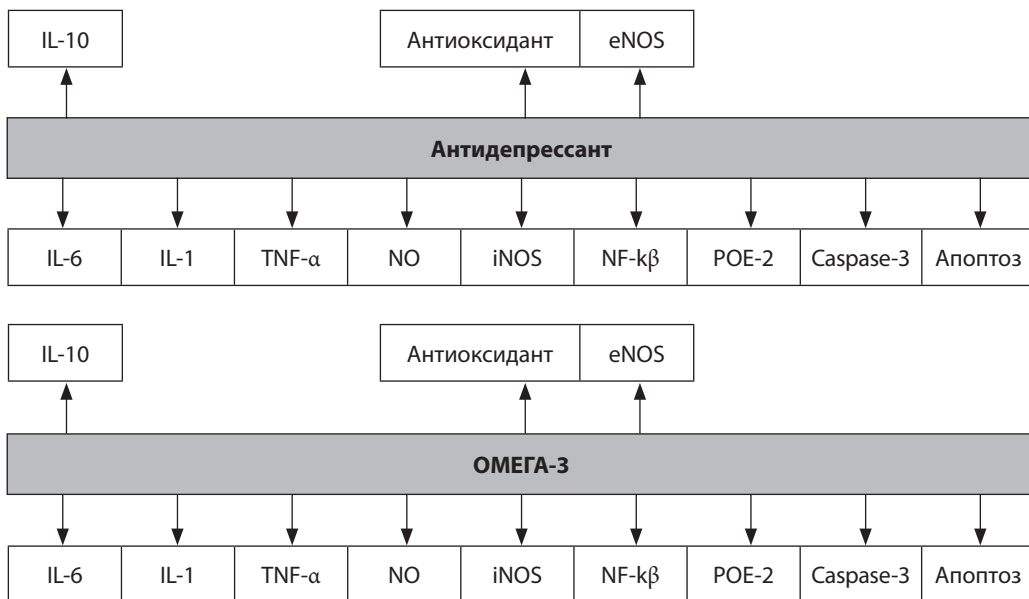 IL-10 Антиоксидант eNOS
Антидепрессант
IL-6 IL-1 TNF-α NO iNOS NF-kβ POE-2 Caspase-3 Апоптоз
IL-10 Антиоксидант eNOS
ОМЕГА-3
IL-6 IL-1 TNF-α NO iNOS NF-kβ POE-2 Caspase-3 Апоптоз